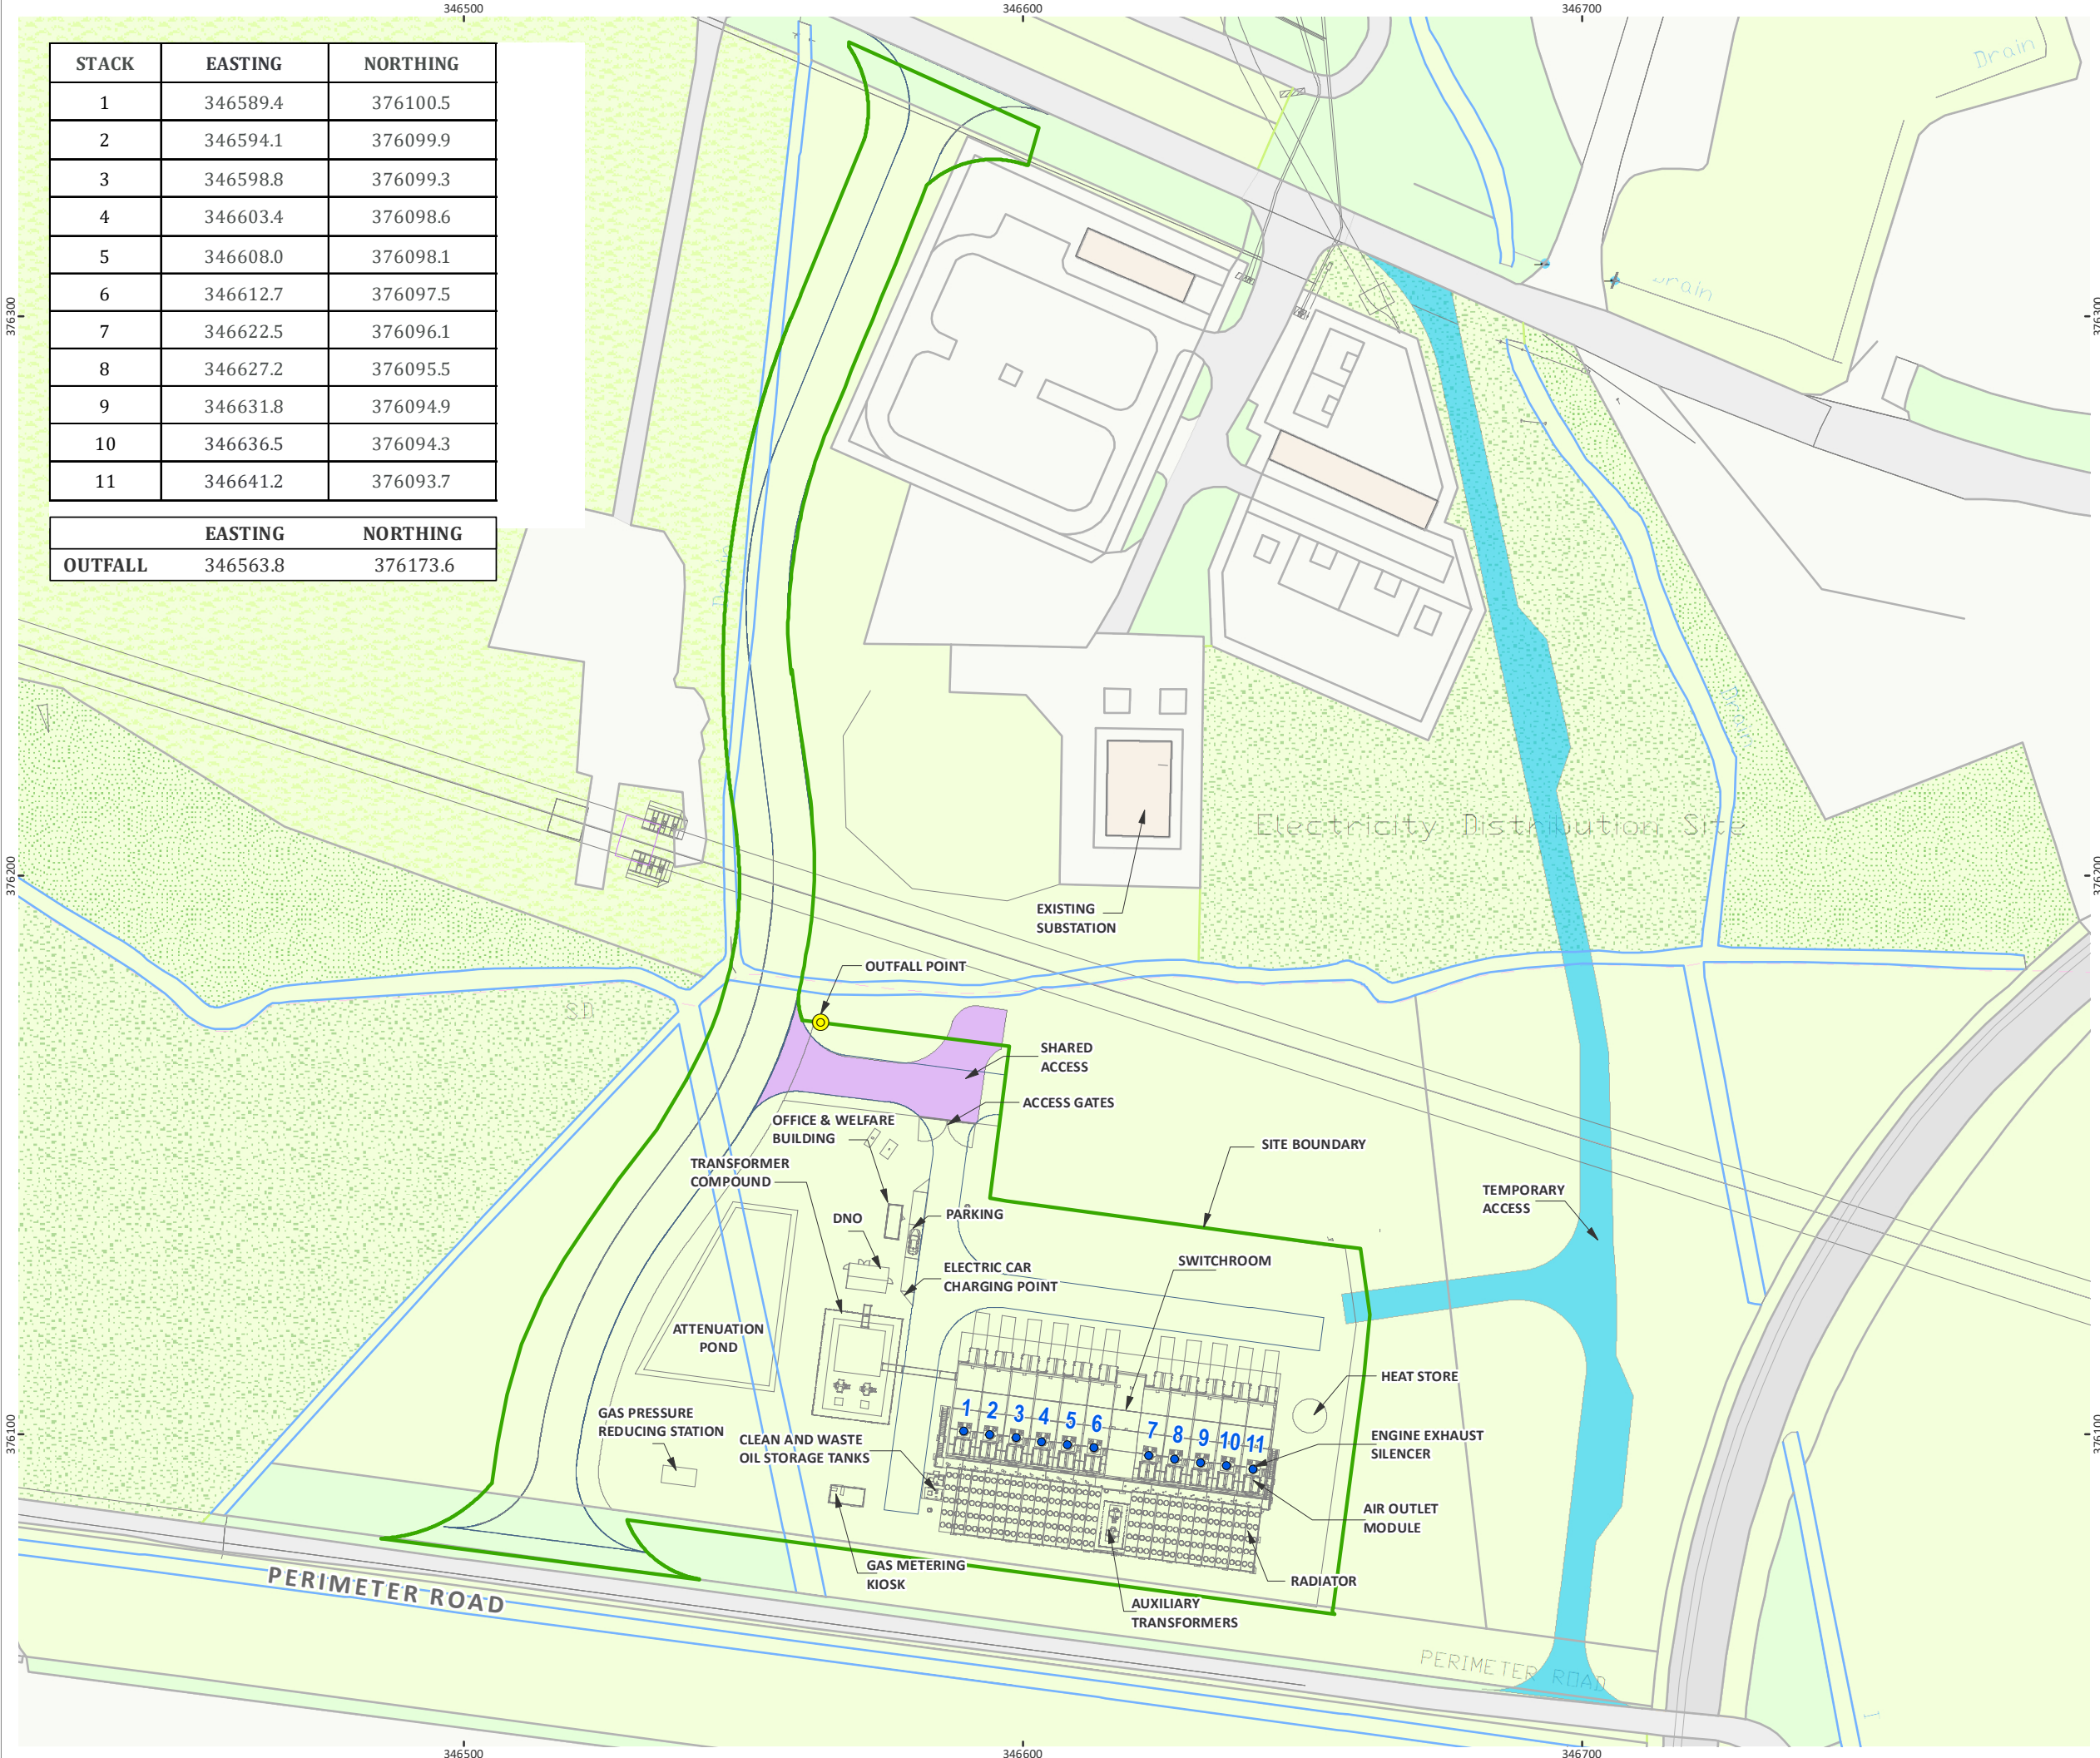 346500 346600 346700
STACK EASTING NORTHING
1 346589.4 376100.5
2 346594.1 376099.9
3 346598.8 376099.3
4 346603.4 376098.6
5 346608.0 376098.1
6 346612.7 376097.5
7 346622.5 376096.1
8 346627.2 376095.5
9 346631.8 376094.9
10 346636.5 376094.3
11 346641.2 376093.7
EASTING NORTHING
OUTFALL 346563.8 376173.6
Drain
Drain
376300
376300
Drain
Drain
Electricity Distribution Site
376200
376200
EXISTING
SUBSTATION
OUTFALL POINT
SD
SHARED
ACCESS
ACCESS GATES
OFFICE & WELFARE
BUILDING
SITE BOUNDARY
TRANSFORMER
COMPOUND
TEMPORARY
ACCESS
PARKING
DNO
SWITCHROOM
ELECTRIC CAR
CHARGING POINT
ATTENUATION
POND
HEAT STORE
1 2 3 4 5 6 7 8 9 10 11
GAS PRESSURE
REDUCING STATION
376100
376100
CLEAN AND WASTE
OIL STORAGE TANKS
ENGINE EXHAUST
SILENCER
AIR OUTLET
MODULE
GAS METERING
KIOSK
RADIATOR
PERIMETER ROAD
AUXILIARY
TRANSFORMERS
PERIMETER ROAD
346500 346600 346700